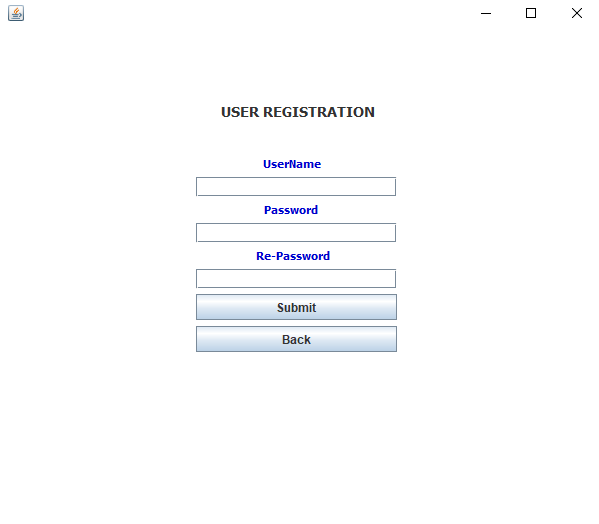 USER REGISTRATION
UserName
Password
Re-Password
Submit
Back